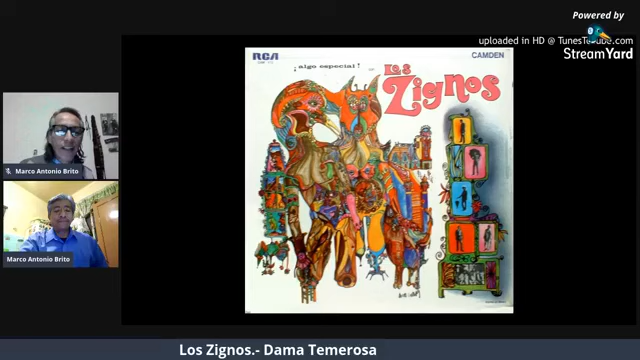 Powered by
uploaded in HD @ TunesToTube.com
StreamYard
RCA
CAMDEN
¡algo especial!
Los
Zignos
Marco Antonio Brito
Marco Antonio Brito
Los Zignos.- Dama Temerosa